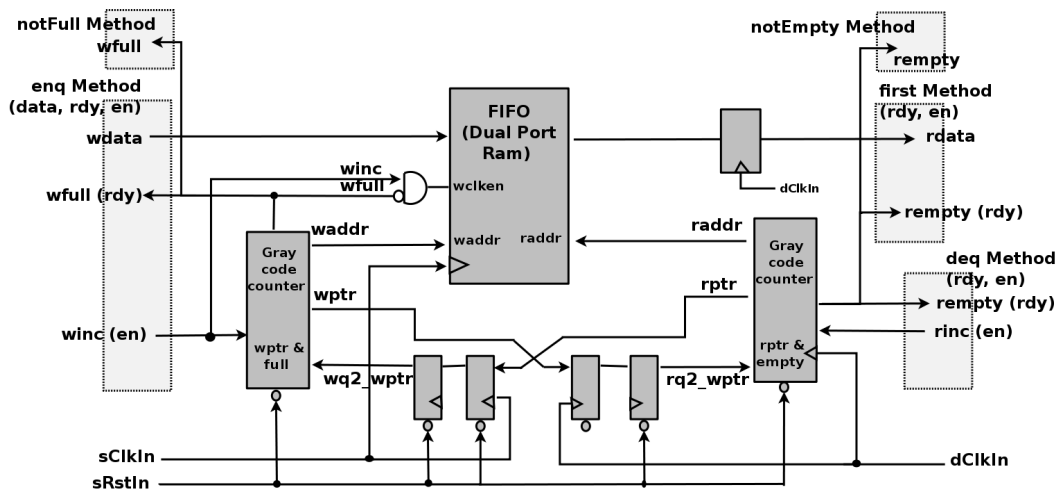 notFull Method
wfull
enq Method
(data, rdy, en)
wdata
wfull (rdy)
winc (en)
winc
wfull
FIFO
(Dual Port
Ram)
wclken
waddr
raddr
waddr
Gray
code
counter
wptr &
full
wptr
wq2_wptr
rq2_wptr
rptr
raddr
Gray
code
counter
rptr &
empty
dClkIn
notEmpty Method
rempty
first Method
(rdy, en)
rdata
rempty (rdy)
deq Method
(rdy, en)
rempty (rdy)
rinc (en)
sClkIn
dClkIn
sRstIn